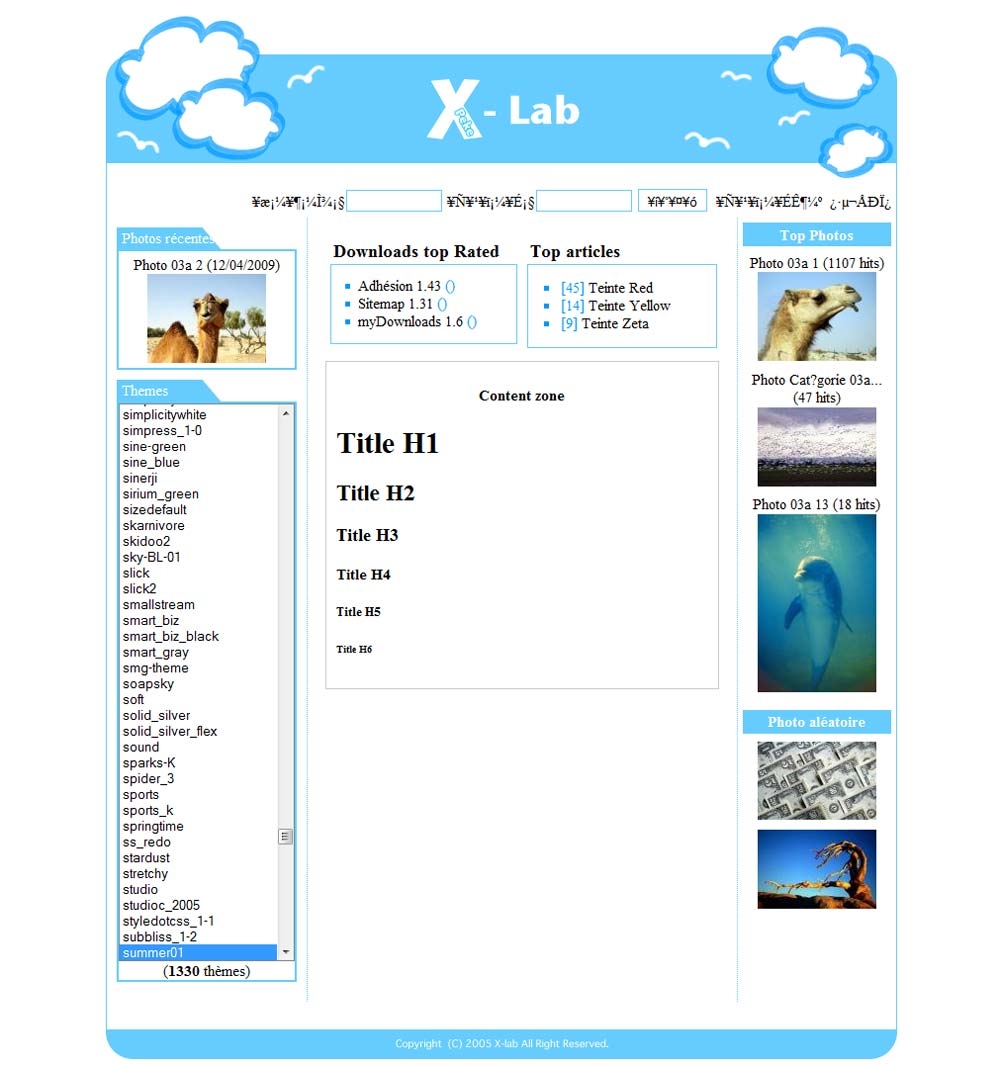 X - Lab
Peke
¥æ¡¼¥¶¡¼Ì¾¡§ ¥Ñ¥¹¥ï¡¼¥É¡§ ¥í¥°¥¤¥ó ¥Ñ¥¹¥ï¡¼¥ÉÊ¶¼º ¿·µ¬ÅÐÏ¿
Photos récentes
Photo 03a 2 (12/04/2009)
Themes
simplicitywhite
simpress_1-0
sine-green
sine_blue
sinerji
sirium_green
sizedefault
skarnivore
skidoo2
sky-BL-01
slick
slick2
smallstream
smart_biz
smart_biz_black
smart_gray
smg-theme
soapsky
soft
solid_silver
solid_silver_flex
sound
sparks-K
spider_3
sports
sports_k
springtime
ss_redo
stardust
stretchy
studio
studioc_2005
styledotcss_1-1
subbliss_1-2
summer01
(1330 thèmes)
Downloads top Rated
Adhésion 1.43 ()
Sitemap 1.31 ()
myDownloads 1.6 ()
Top articles
[45] Teinte Red
[14] Teinte Yellow
[9] Teinte Zeta
Content zone
Title H1
Title H2
Title H3
Title H4
Title H5
Title H6
Top Photos
Photo 03a 1 (1107 hits)
Photo Cat?gorie 03a...
(47 hits)
Photo 03a 13 (18 hits)
Photo aléatoire
Copyright (C) 2005 X-lab All Right Reserved.